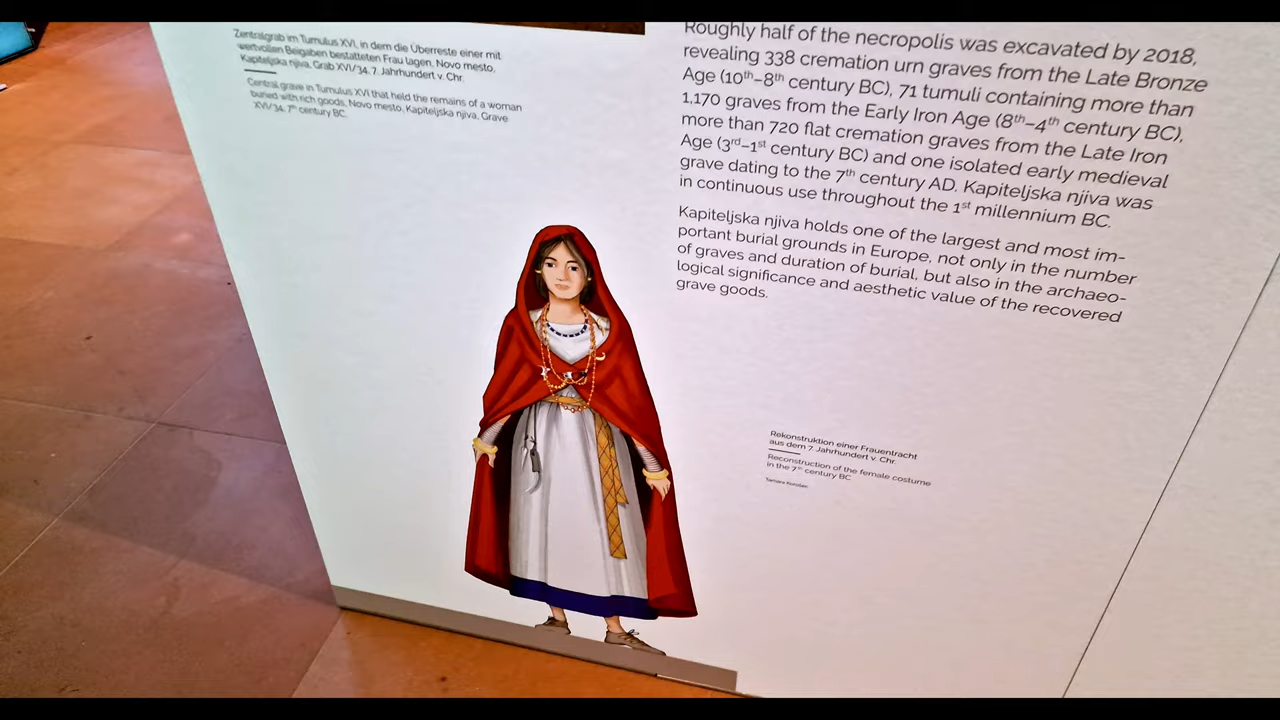 Zentralgrab im Tumulus XVI, in dem die Überreste einer mit
wertvollen Beigaben bestatteten Frau lagen. Novo mesto,
Kapiteljska njiva, Grab XVI/34, 7. Jahrhundert v. Chr.
Central grave in Tumulus XVI that held the remains of a woman
buried with rich goods, Novo mesto, Kapiteljska njiva, Grave
XVI/34, 7th century BC.
Roughly half of the necropolis was excavated by 2018,
revealing 338 cremation urn graves from the Late Bronze
Age (10th–8th century BC), 71 tumuli containing more than
1,170 graves from the Early Iron Age (8th–4th century BC),
more than 720 flat cremation graves from the Late Iron
Age (3rd–1st century BC) and one isolated early medieval
grave dating to the 7th century AD. Kapiteljska njiva was
in continuous use throughout the 1st millennium BC.
Kapiteljska njiva holds one of the largest and most im-
portant burial grounds in Europe, not only in the number
of graves and duration of burial, but also in the archaeo-
logical significance and aesthetic value of the recovered
grave goods.
Rekonstruktion einer Frauentracht
aus dem 7. Jahrhundert v. Chr.
Reconstruction of the female costume
in the 7th century BC
Tamara Korošec